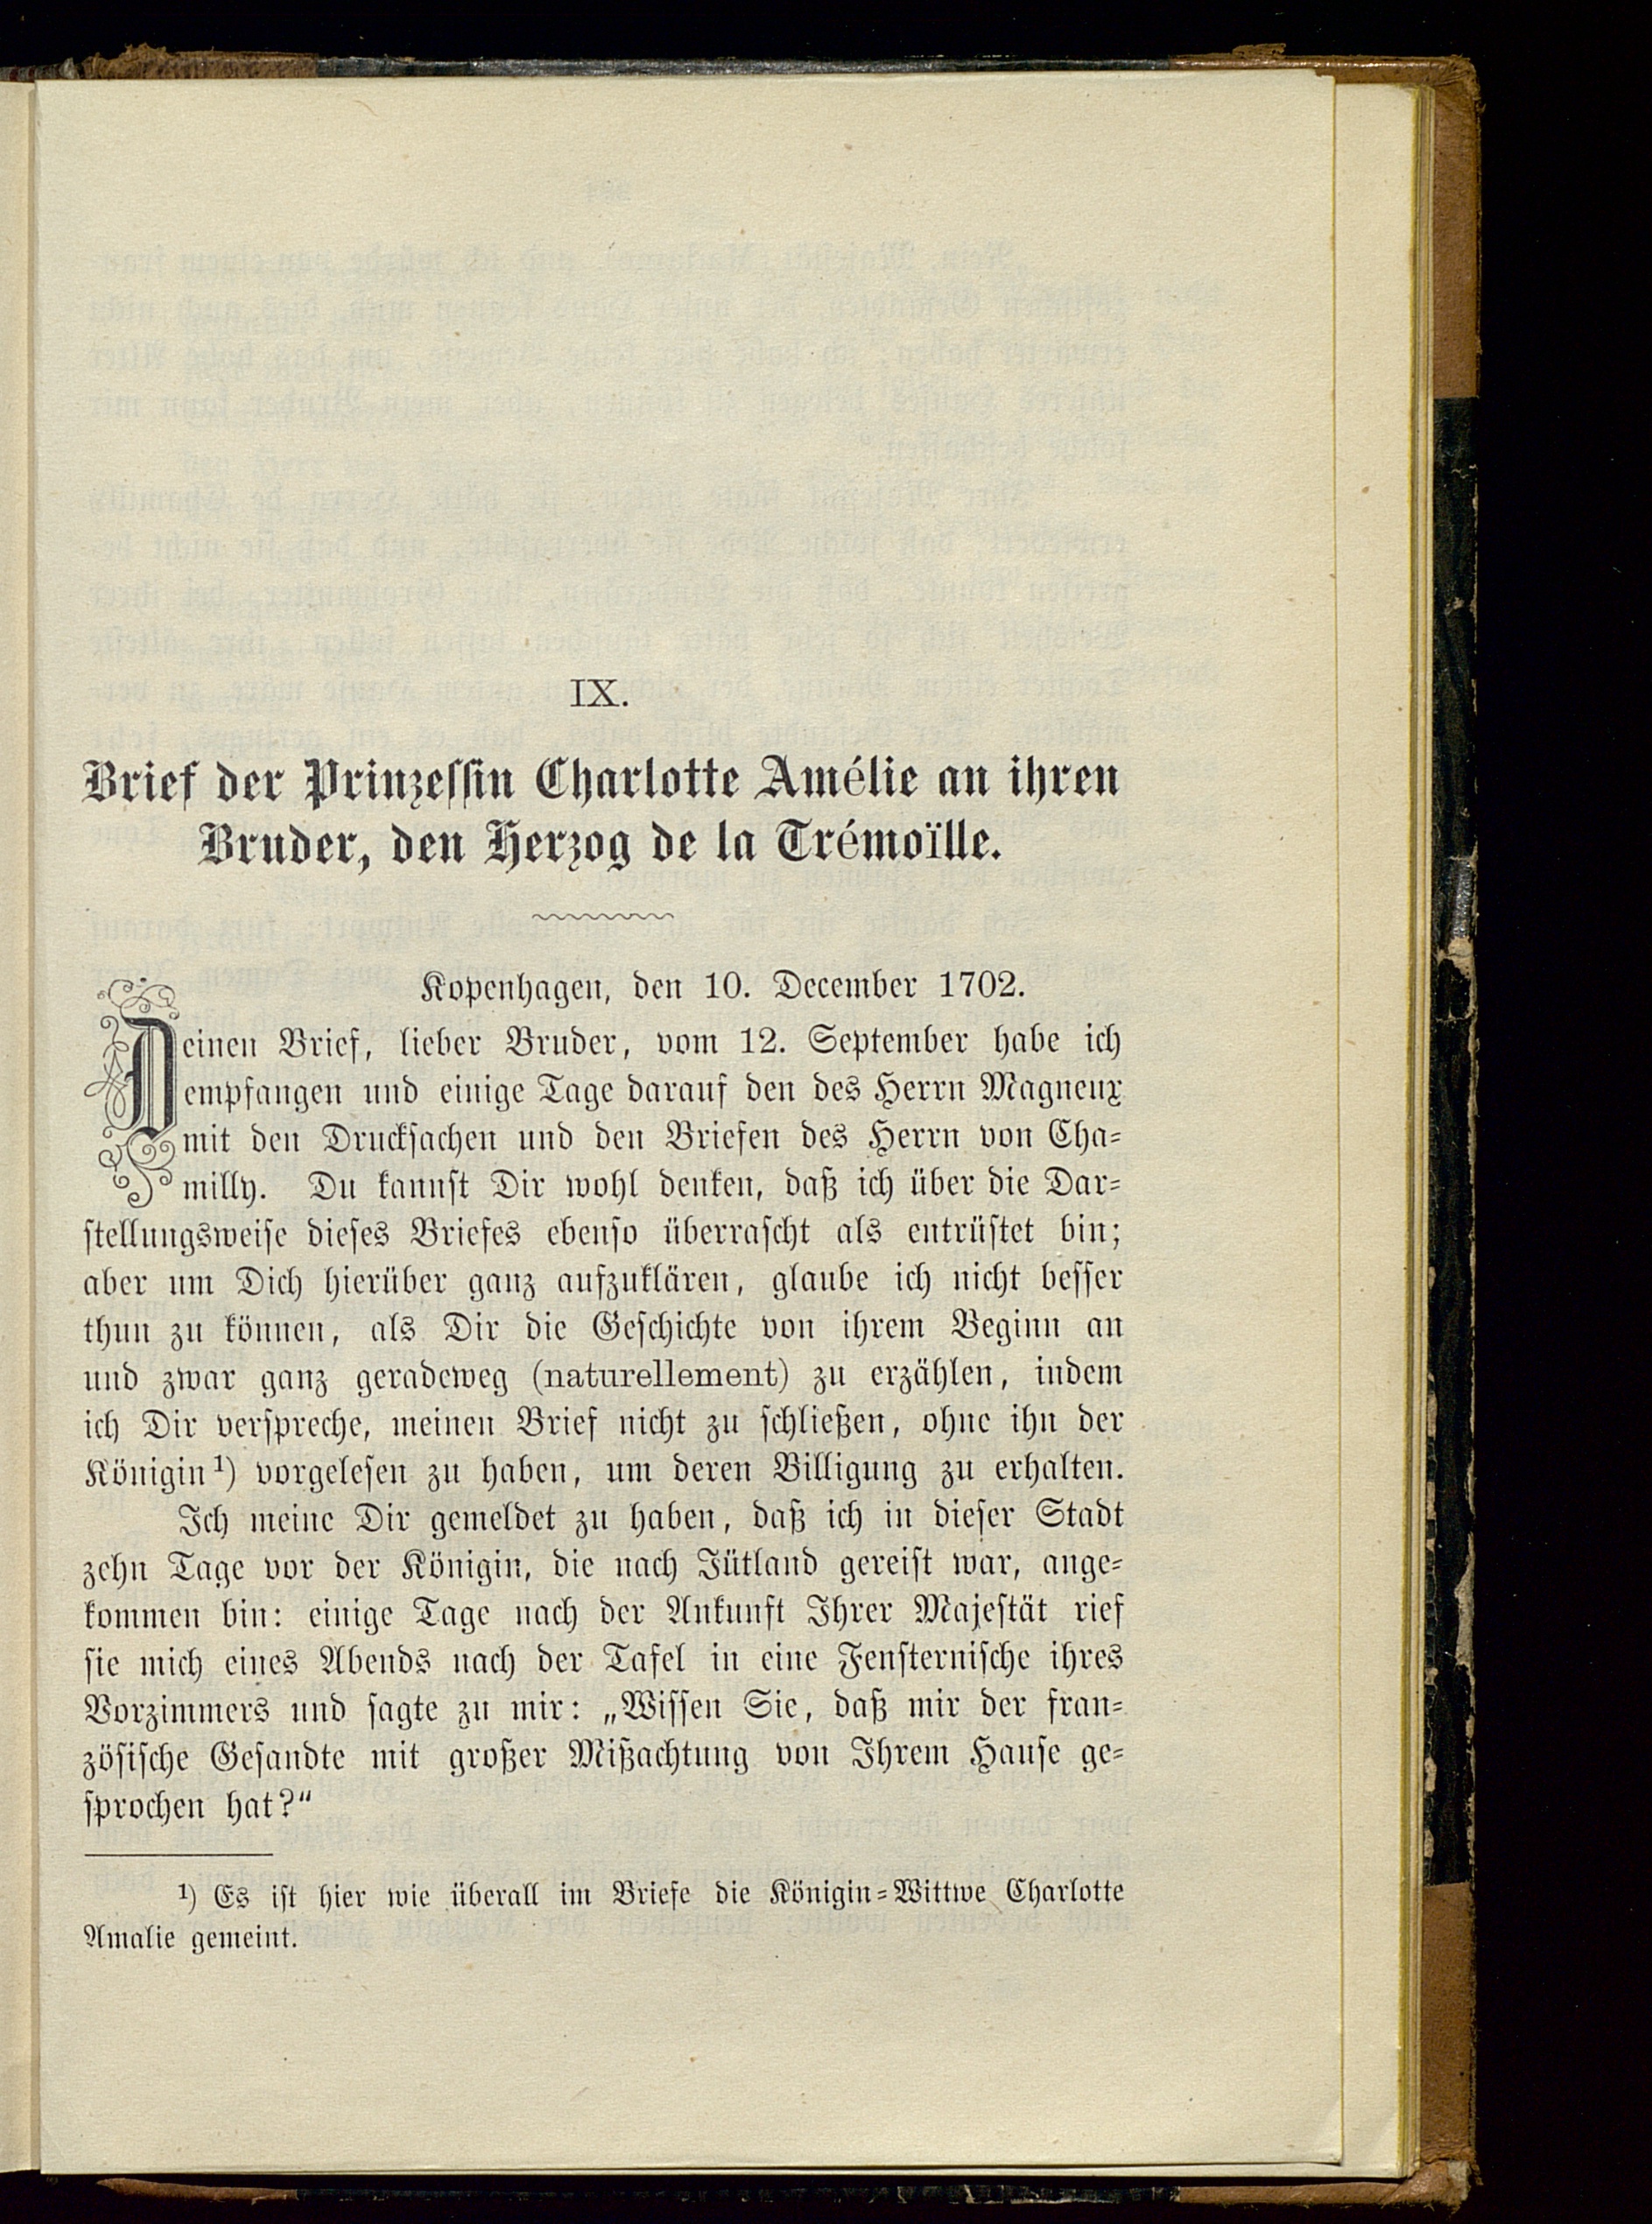 IX.
Brief der Prinzessin Charlotte Amélie an ihren
Bruder, den Herzog de la Trémoïlle.
Kopenhagen, den 10. December 1702.
Deinen Brief, lieber Bruder, vom 12. September habe ich
empfangen und einige Tage darauf den des Herrn Magneux
mit den Drucksachen und den Briefen des Herrn von Cha-
milly. Du kannst Dir wohl denken, daß ich über die Dar-
stellungsweise dieses Briefes ebenso überrascht als entrüstet bin;
aber um Dich hierüber ganz aufzuklären, glaube ich nicht besser
thun zu können, als Dir die Geschichte von ihrem Beginn an
und zwar ganz geradeweg (naturellement) zu erzählen, indem
ich Dir verspreche, meinen Brief nicht zu schließen, ohne ihn der
Königin¹) vorgelesen zu haben, um deren Billigung zu erhalten.
Ich meine Dir gemeldet zu haben, daß ich in dieser Stadt
zehn Tage vor der Königin, die nach Jütland gereist war, ange-
kommen bin: einige Tage nach der Ankunft Ihrer Majestät rief
sie mich eines Abends nach der Tafel in eine Fensternische ihres
Vorzimmers und sagte zu mir: „Wissen Sie, daß mir der fran-
zösische Gesandte mit großer Mißachtung von Ihrem Hause ge-
sprochen hat?“
¹) Es ist hier wie überall im Briefe die Königin-Wittwe Charlotte
Amalie gemeint.